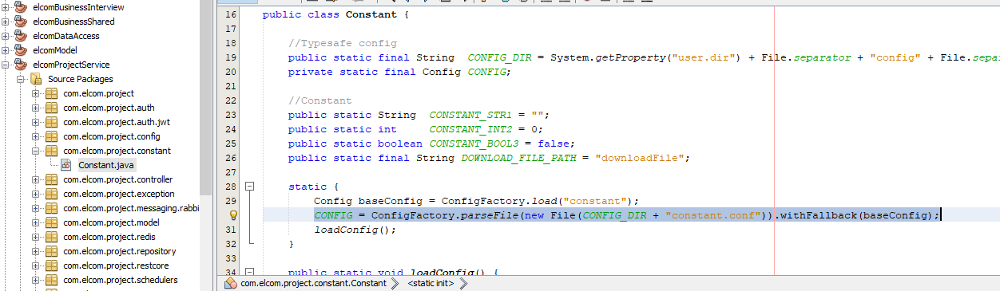 elcomBusinessInterview
elcomBusinessShared
elcomDataAccess
elcomModel
elcomProjectService
Source Packages
com.elcom.project
com.elcom.project.auth
com.elcom.project.auth.jwt
com.elcom.project.config
com.elcom.project.constant
Constant.java
com.elcom.project.controller
com.elcom.project.exception
com.elcom.project.messaging.rabbi
com.elcom.project.model
com.elcom.project.redis
com.elcom.project.repository
com.elcom.project.restcore
com.elcom.project.schedulers
16 public class Constant {
17
18 //Typesafe config
19 public static final String CONFIG_DIR = System.getProperty("user.dir") + File.separator + "config" + File.separ
20 private static final Config CONFIG;
21
22 //Constant
23 public static String CONSTANT_STR1 = "";
24 public static int CONSTANT_INT2 = 0;
25 public static boolean CONSTANT_BOOL3 = false;
26 public static final String DOWNLOAD_FILE_PATH = "downloadFile";
27
28 static {
29 Config baseConfig = ConfigFactory.load("constant");
CONFIG = ConfigFactory.parseFile(new File(CONFIG_DIR + "constant.conf")).withFallback(baseConfig);
31 loadConfig();
32 }
33
34 public static void loadConfig() {
com.elcom.project.constant.Constant
<static init>